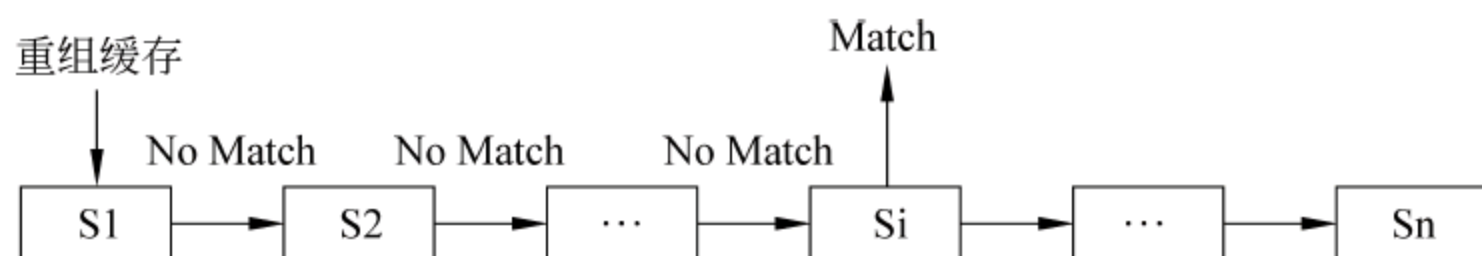 Match
重组缓存
No Match No Match No Match
S1 S2 … Si … Sn